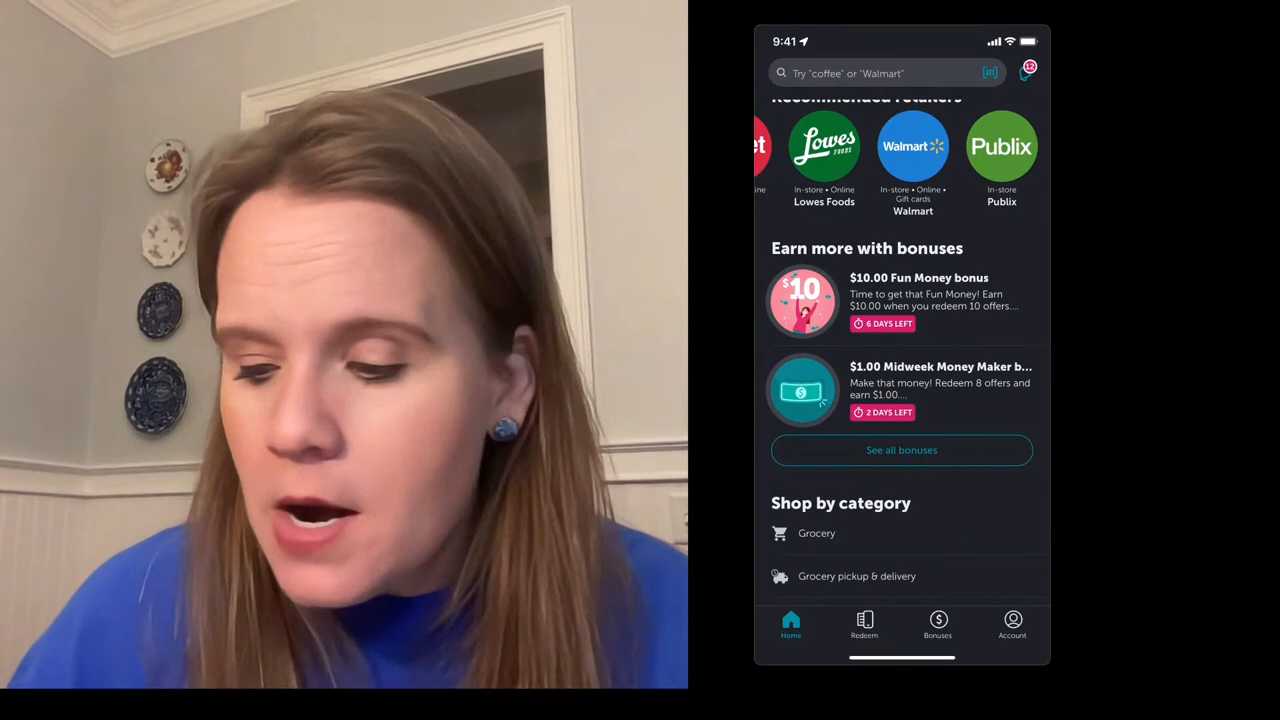 9:41
Try "coffee" or "Walmart"
12
Recommended retailers
et
Lowes
FOODS
Walmart
Publix
ine
In-store • Online
Lowes Foods
In-store • Online •
Gift cards
Walmart
In-store
Publix
Earn more with bonuses
$10
$10.00 Fun Money bonus
Time to get that Fun Money! Earn
$10.00 when you redeem 10 offers....
6 DAYS LEFT
$
$1.00 Midweek Money Maker b...
Make that money! Redeem 8 offers and
earn $1.00....
2 DAYS LEFT
See all bonuses
Shop by category
Grocery
Grocery pickup & delivery
$
Home
Redeem
Bonuses
Account